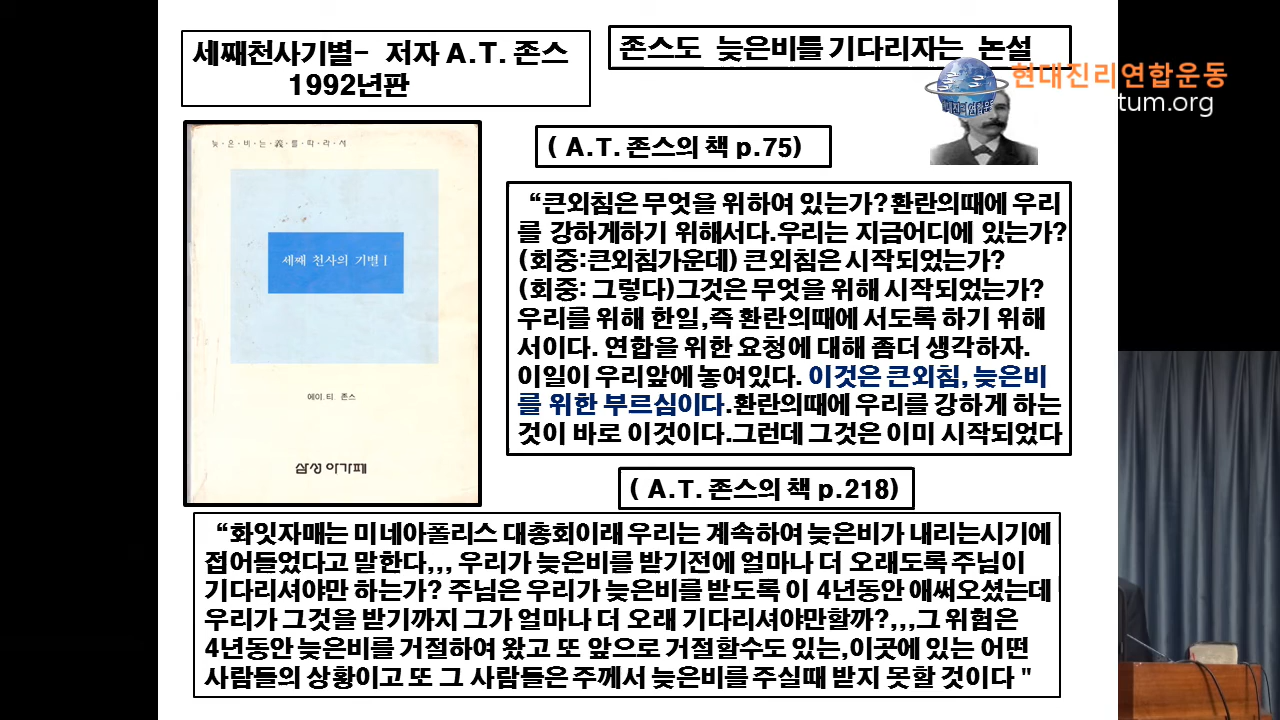 세째천사기별- 저자 A.T. 존스
1992년판
존스도 늦은비를 기다리자는 논설
현대진리연합운동
tum.org
현대진리연합운동
늦·은·비·는·義·를·따·라·서
세째 천사의 기별 I
에이. 티. 존스
삼성 아가페
( A.T. 존스의 책 p.75)
“큰외침은 무엇을 위하여 있는가?환란의때에 우리
를 강하게하기 위해서다.우리는 지금어디에 있는가?
(회중:큰외침가운데) 큰외침은 시작되었는가?
(회중: 그렇다)그것은 무엇을 위해 시작되었는가?
우리를 위해 한일,즉 환란의때에 서도록 하기 위해
서이다. 연합을 위한 요청에 대해 좀더 생각하자.
이일이 우리앞에 놓여있다. 이것은 큰외침, 늦은비
를 위한 부르심이다.환란의때에 우리를 강하게 하는
것이 바로 이것이다.그런데 그것은 이미 시작되었다
( A.T. 존스의 책 p.218)
“화잇자매는 미네아폴리스 대총회이래 우리는 계속하여 늦은비가 내리는시기에
접어들었다고 말한다,,, 우리가 늦은비를 받기전에 얼마나 더 오래도록 주님이
기다리셔야만 하는가? 주님은 우리가 늦은비를 받도록 이 4년동안 애써오셨는데
우리가 그것을 받기까지 그가 얼마나 더 오래 기다리셔야만할까?,,,그 위험은
4년동안 늦은비를 거절하여 왔고 또 앞으로 거절할수도 있는,이곳에 있는 어떤
사람들의 상황이고 또 그 사람들은 주께서 늦은비를 주실때 받지 못할 것이다 "